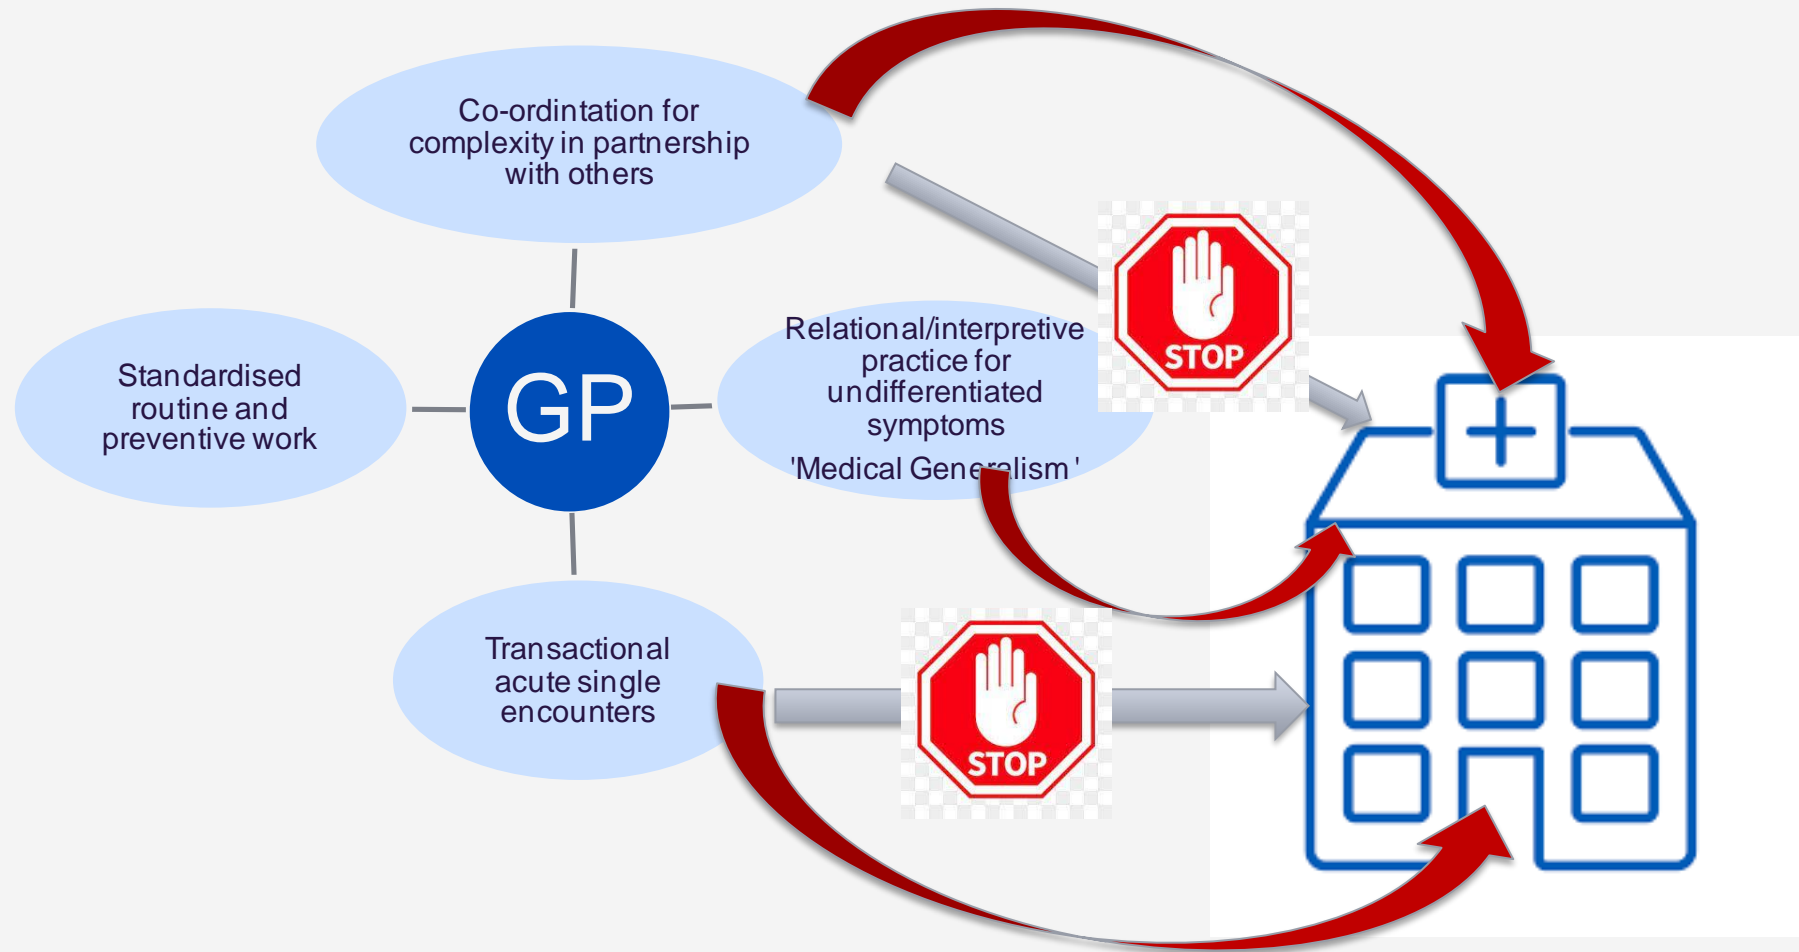 Co-ordintation for
complexity in partnership
with others
STOP
Relational/interpretive
practice for
undifferentiated
symptoms
'Medical Generalism'
Standardised
routine and
preventive work
GP
Transactional
acute single
encounters
STOP